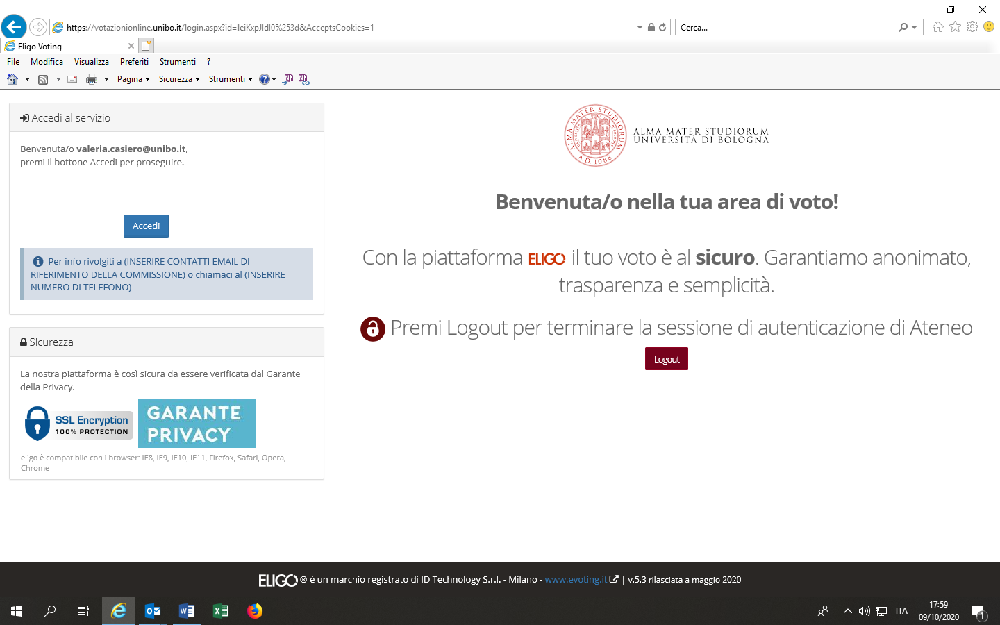 https://votazionionline.unibo.it/login.aspx?id=IeiKxpJIdI0%253d&AcceptsCookies=1
Cerca...
Eligo Voting
File Modifica Visualizza Preferiti Strumenti ?
Pagina Sicurezza Strumenti
Accedi al servizio
Benvenuta/o valeria.casiero@unibo.it,
premi il bottone Accedi per proseguire.
Accedi
Per info rivolgiti a (INSERIRE CONTATTI EMAIL DI
RIFERIMENTO DELLA COMMISSIONE) o chiamaci al (INSERIRE
NUMERO DI TELEFONO)
Sicurezza
La nostra piattaforma è così sicura da essere verificata dal Garante
della Privacy.
SSL Encryption
100% PROTECTION
GARANTE
PRIVACY
eligo è compatibile con i browser: IE8, IE9, IE10, IE11, Firefox, Safari, Opera,
Chrome
ALMA MATER STUDIORUM
A.D. 1088
ALMA MATER STUDIORUM
UNIVERSITÀ DI BOLOGNA
Benvenuta/o nella tua area di voto!
Con la piattaforma ELIGO il tuo voto è al sicuro. Garantiamo anonimato,
trasparenza e semplicità.
Premi Logout per terminare la sessione di autenticazione di Ateneo
Logout
ELIGO ® è un marchio registrato di ID Technology S.r.l. - Milano - www.evoting.it | v.5.3 rilasciata a maggio 2020
ITA
17:59
09/10/2020
1